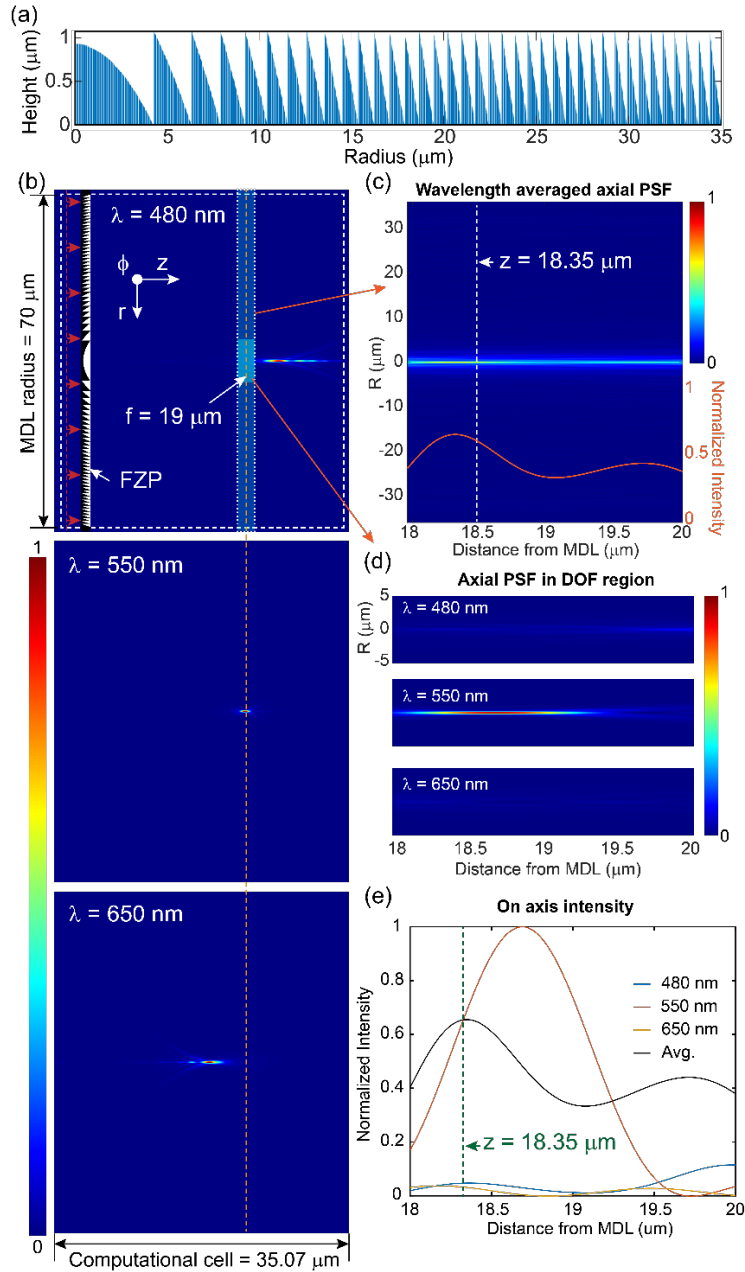 (a)
Height (μm)
1
0.5
0
0 5 10 15 20 25 30 35
Radius (μm)
(b)
λ = 480 nm
ϕ
z
r
MDL radius = 70 μm
f = 19 μm
FZP
λ = 550 nm
λ = 650 nm
1
0
Computational cell = 35.07 μm
(c)
Wavelength averaged axial PSF
z = 18.35 μm
R (μm)
30
20
10
0
-10
-20
-30
18 18.5 19 19.5 20
Distance from MDL (μm)
1
0
1
0.5
0
Normalized Intensity
(d)
Axial PSF in DOF region
R (μm)
5
0
-5
λ = 480 nm
λ = 550 nm
λ = 650 nm
18 18.5 19 19.5 20
Distance from MDL (μm)
1
0
(e)
On axis intensity
Normalized Intensity
1
0.8
0.6
0.4
0.2
0
480 nm
550 nm
650 nm
Avg.
z = 18.35 μm
18 18.5 19 19.5 20
Distance from MDL (um)